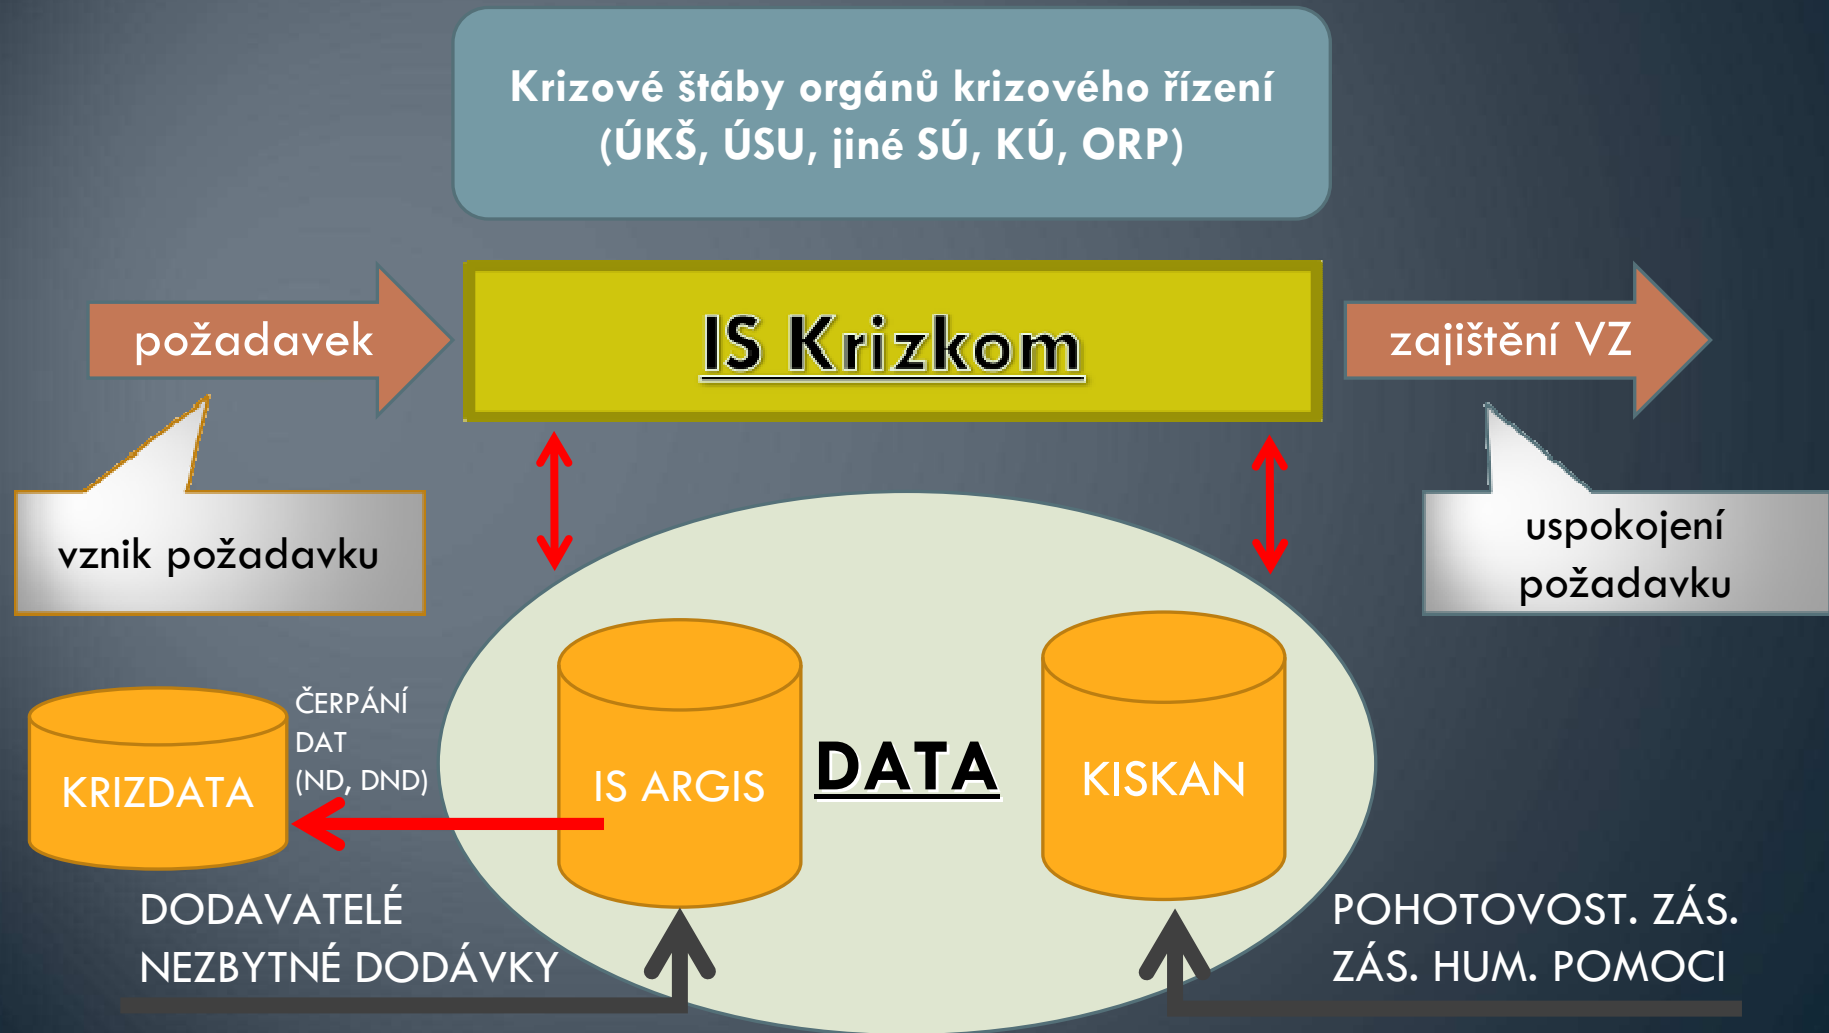 Krizové štáby orgánů krizového řízení
(ÚKŠ, ÚSU, jiné SÚ, KÚ, ORP)
požadavek
IS Krizkom
zajištění VZ
vznik požadavku
uspokojení
požadavku
KRIZDATA
ČERPÁNÍ
DAT
(ND, DND)
IS ARGIS
DATA
KISKAN
DODAVATELÉ
NEZBYTNÉ DODÁVKY
POHOTOVOST. ZÁS.
ZÁS. HUM. POMOCI